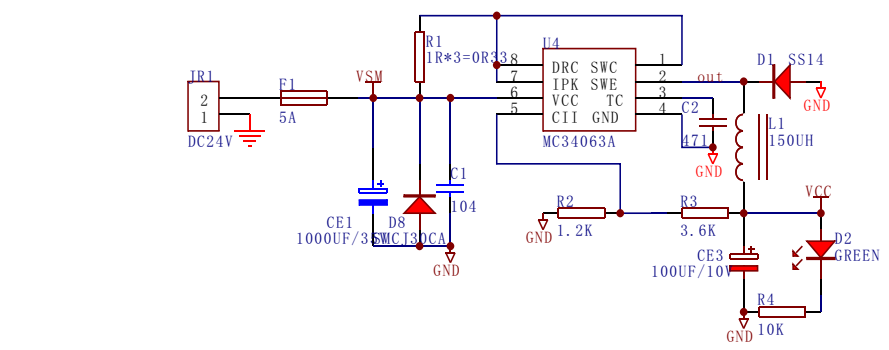 U4
R1
1R*3=0R33
8
7
6
5
DRC SWC
IPK SWE
VCC TC
CII GND
1
2
3
4
MC34063A
out
D1 SS14
GND
JR1
2
1
DC24V
F1
5A
VSM
C2
471
GND
L1
150UH
C1
104
CE1
D8
SMCJ30CA
GND
R2
1.2K
GND
R3
3.6K
VCC
CE3
100UF/10V
D2
GREEN
R4
10K
GND